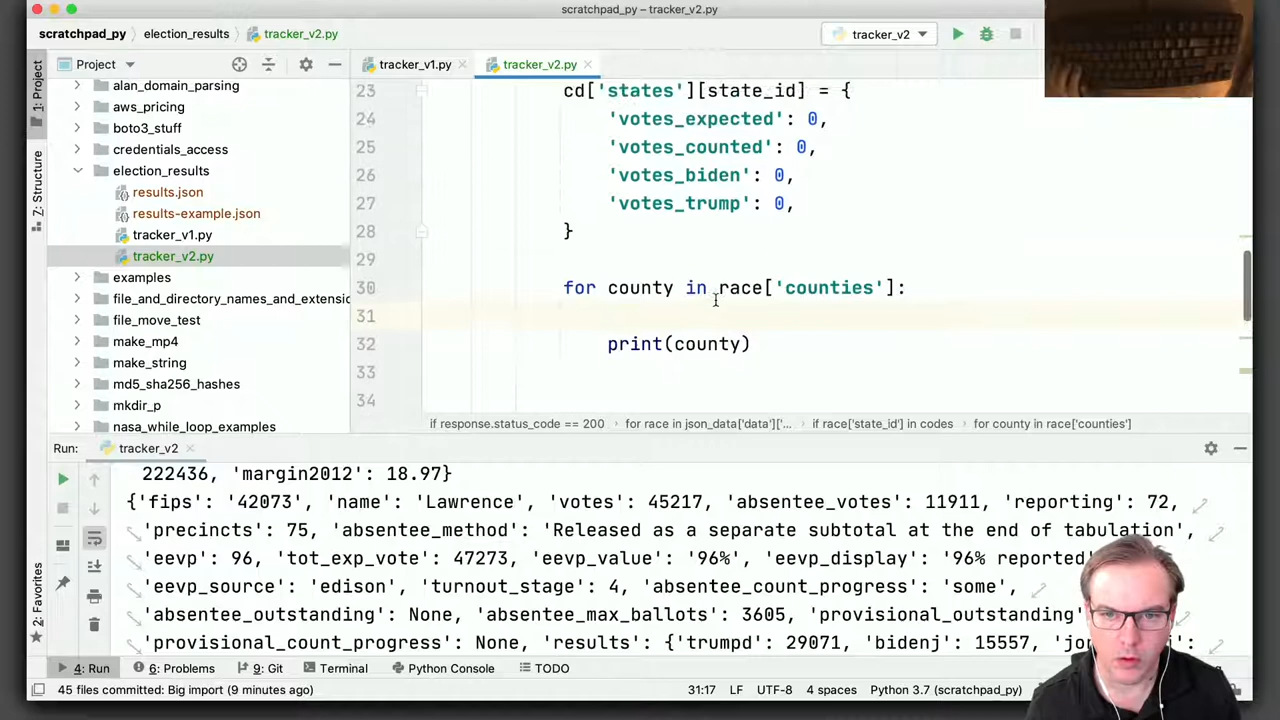 scratchpad_py – tracker_v2.py
scratchpad_py › election_results › tracker_v2.py
tracker_v2
1: Project
Z: Structure
2: Favorites
Project
alan_domain_parsing
aws_pricing
boto3_stuff
credentials_access
election_results
results.json
results-example.json
tracker_v1.py
tracker_v2.py
examples
file_and_directory_names_and_extensio
file_move_test
make_mp4
make_string
md5_sha256_hashes
mkdir_p
nasa_while_loop_examples
tracker_v1.py
tracker_v2.py
23 cd['states'][state_id] = {
24 'votes_expected': 0,
25 'votes_counted': 0,
26 'votes_biden': 0,
27 'votes_trump': 0,
28 }
29
30 for county in race['counties']:
31
32 print(county)
33
34
if response.status_code == 200 › for race in json_data['data']['... › if race['state_id'] in codes › for county in race['counties']
Run: tracker_v2
222436, 'margin2012': 18.97}
{'fips': '42073', 'name': 'Lawrence', 'votes': 45217, 'absentee_votes': 11911, 'reporting': 72,
'precincts': 75, 'absentee_method': 'Released as a separate subtotal at the end of tabulation',
'eevp': 96, 'tot_exp_vote': 47273, 'eevp_value': '96%', 'eevp_display': '96% reported'
'eevp_source': 'edison', 'turnout_stage': 4, 'absentee_count_progress': 'some',
'absentee_outstanding': None, 'absentee_max_ballots': 3605, 'provisional_outstanding'
'provisional_count_progress': None, 'results': {'trumpd': 29071, 'bidenj': 15557,
4: Run
6: Problems
9: Git
Terminal
Python Console
TODO
45 files committed: Big import (9 minutes ago)
31:17 LF UTF-8 4 spaces Python 3.7 (scratchpad_py)